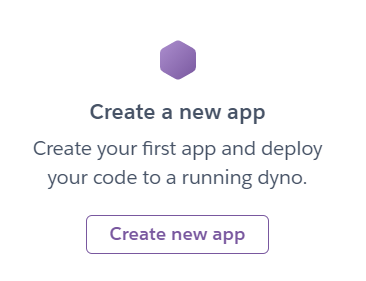 Create a new app
Create your first app and deploy
your code to a running dyno.
Create new app